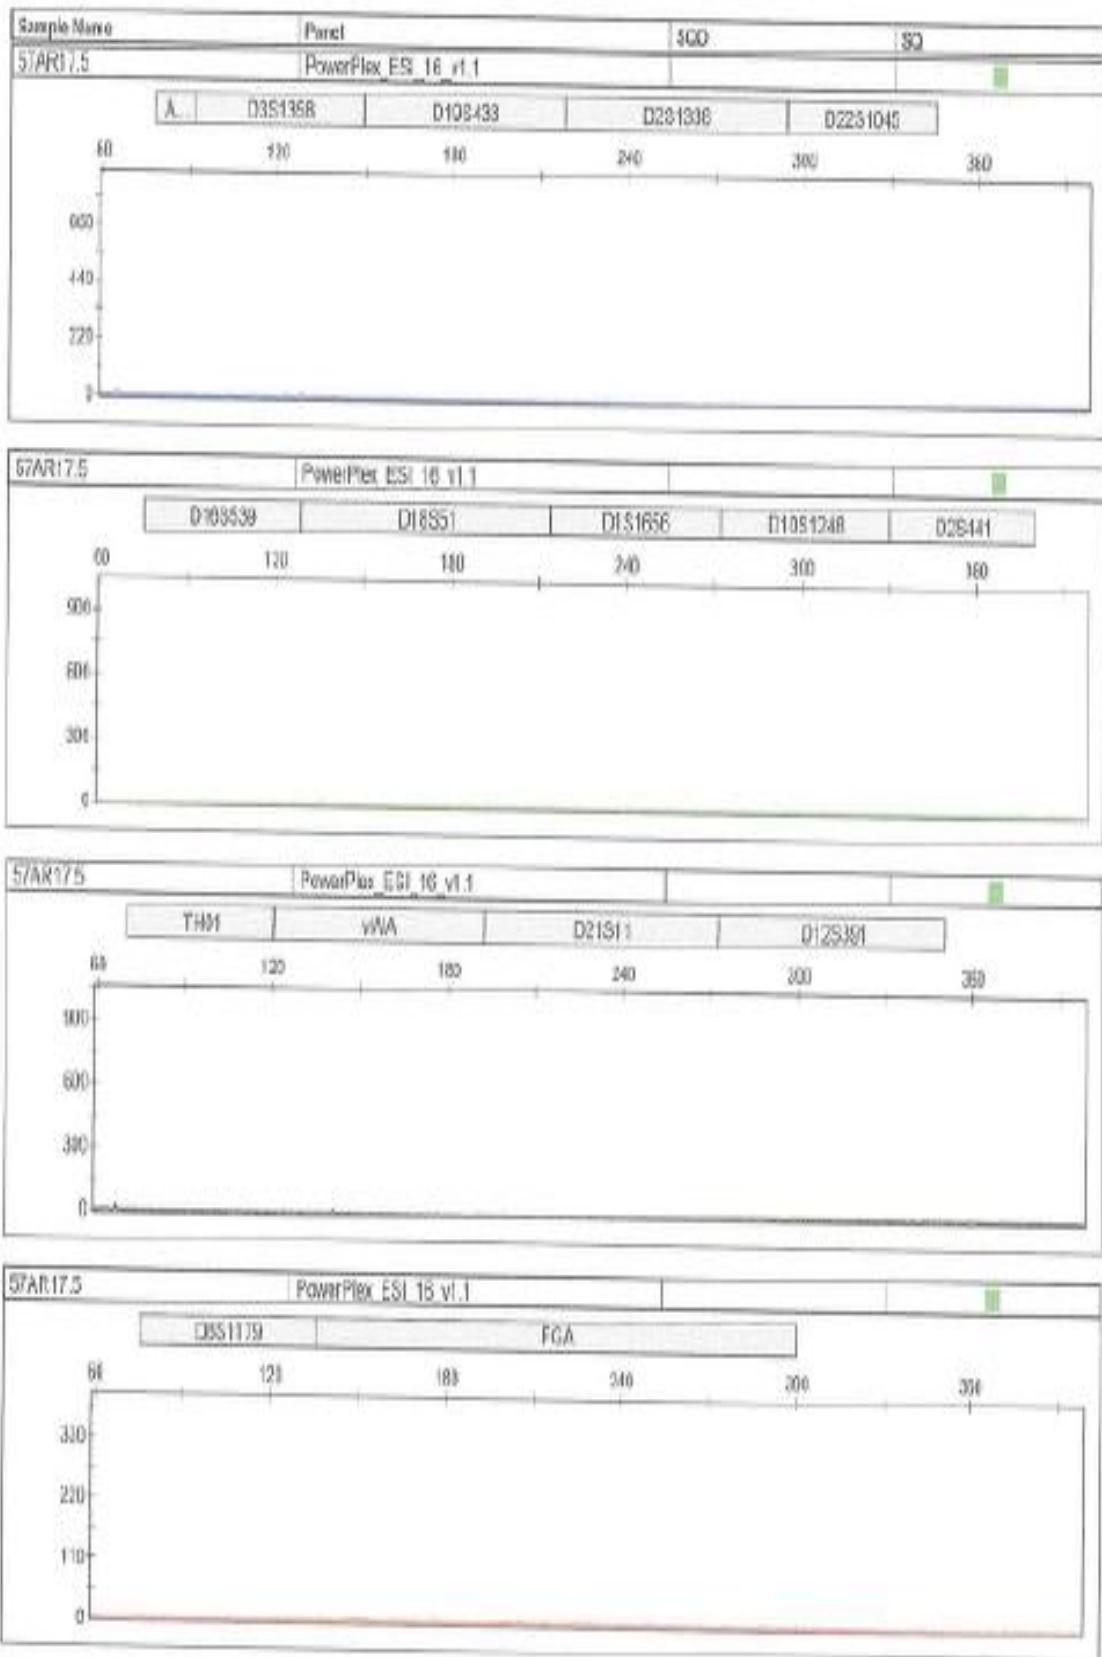 Sample Name Panel SQO SQ
57AR17.5 PowerPlex_ESI_16_v1.1
A. D3S1358 D19S433 D2S1338 D22S1045
60 120 180 240 300 360
660
440
220
0
57AR17.5 PowerPlex_ESI_16_v1.1
D16S539 D18S51 D1S1656 D10S1248 D2S441
60 120 180 240 300 360
900
600
300
0
57AR17.5 PowerPlex_ESI_16_v1.1
TH01 vWA D21S11 D12S391
60 120 180 240 300 360
900
600
300
0
57AR17.5 PowerPlex_ESI_16_v1.1
D8S1179 FGA
60 120 180 240 300 360
330
220
110
0